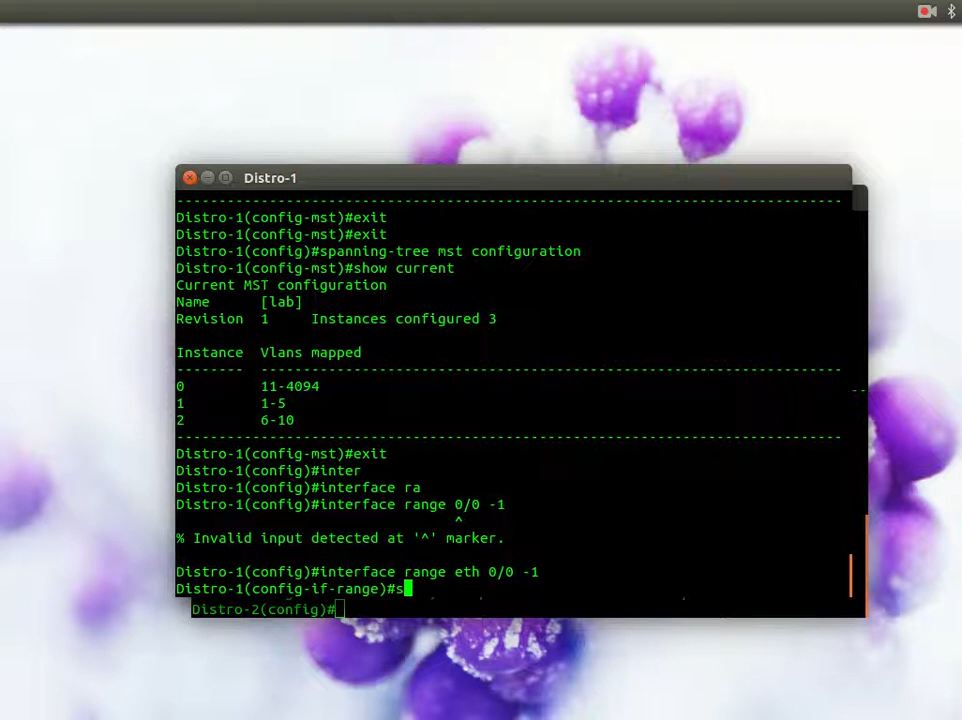 Distro-1
--------------------------------------------------------------------------------
Distro-1(config-mst)#exit
Distro-1(config-mst)#exit
Distro-1(config)#spanning-tree mst configuration
Distro-1(config-mst)#show current
Current MST configuration
Name      [lab]
Revision  1     Instances configured 3
Instance  Vlans mapped
--------  ---------------------------------------------------------------------
0         11-4094
1         1-5
2         6-10
--------------------------------------------------------------------------------
Distro-1(config-mst)#exit
Distro-1(config)#inter
Distro-1(config)#interface ra
Distro-1(config)#interface range 0/0 -1
^
% Invalid input detected at '^' marker.
Distro-1(config)#interface range eth 0/0 -1
Distro-1(config-if-range)#s
Distro-2(config)#